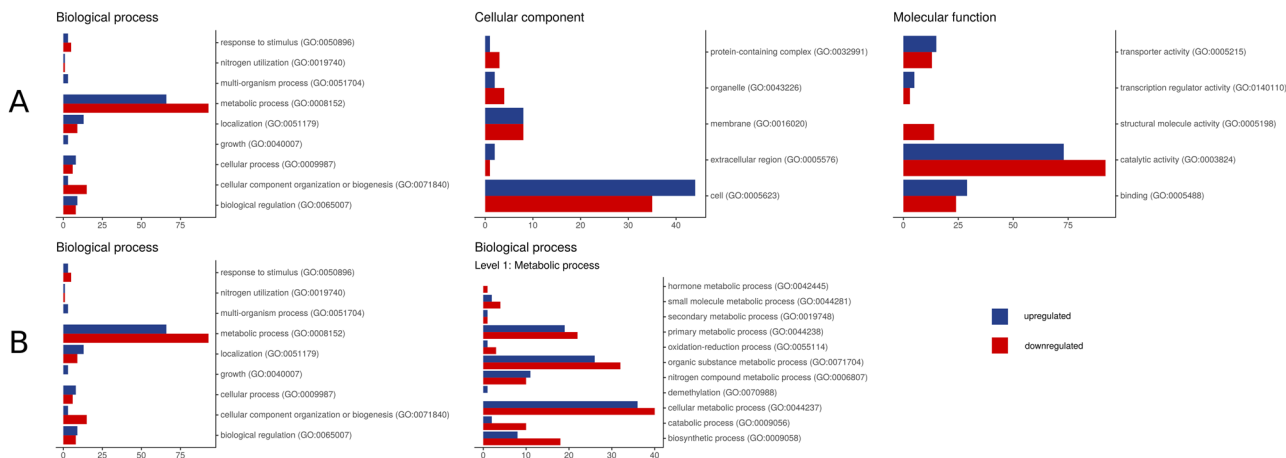 A
Biological process
response to stimulus (GO:0050896)
nitrogen utilization (GO:0019740)
multi-organism process (GO:0051704)
metabolic process (GO:0008152)
localization (GO:0051179)
growth (GO:0040007)
cellular process (GO:0009987)
cellular component organization or biogenesis (GO:0071840)
biological regulation (GO:0065007)
0 25 50 75
Cellular component
protein-containing complex (GO:0032991)
organelle (GO:0043226)
membrane (GO:0016020)
extracellular region (GO:0005576)
cell (GO:0005623)
0 10 20 30 40
Molecular function
transporter activity (GO:0005215)
transcription regulator activity (GO:0140110)
structural molecule activity (GO:0005198)
catalytic activity (GO:0003824)
binding (GO:0005488)
0 25 50 75
B
Biological process
response to stimulus (GO:0050896)
nitrogen utilization (GO:0019740)
multi-organism process (GO:0051704)
metabolic process (GO:0008152)
localization (GO:0051179)
growth (GO:0040007)
cellular process (GO:0009987)
cellular component organization or biogenesis (GO:0071840)
biological regulation (GO:0065007)
0 25 50 75
Biological process
Level 1: Metabolic process
hormone metabolic process (GO:0042445)
small molecule metabolic process (GO:0044281)
secondary metabolic process (GO:0019748)
primary metabolic process (GO:0044238)
oxidation-reduction process (GO:0055114)
organic substance metabolic process (GO:0071704)
nitrogen compound metabolic process (GO:0006807)
demethylation (GO:0070988)
cellular metabolic process (GO:0044237)
catabolic process (GO:0009056)
biosynthetic process (GO:0009058)
0 10 20 30 40
upregulated
downregulated